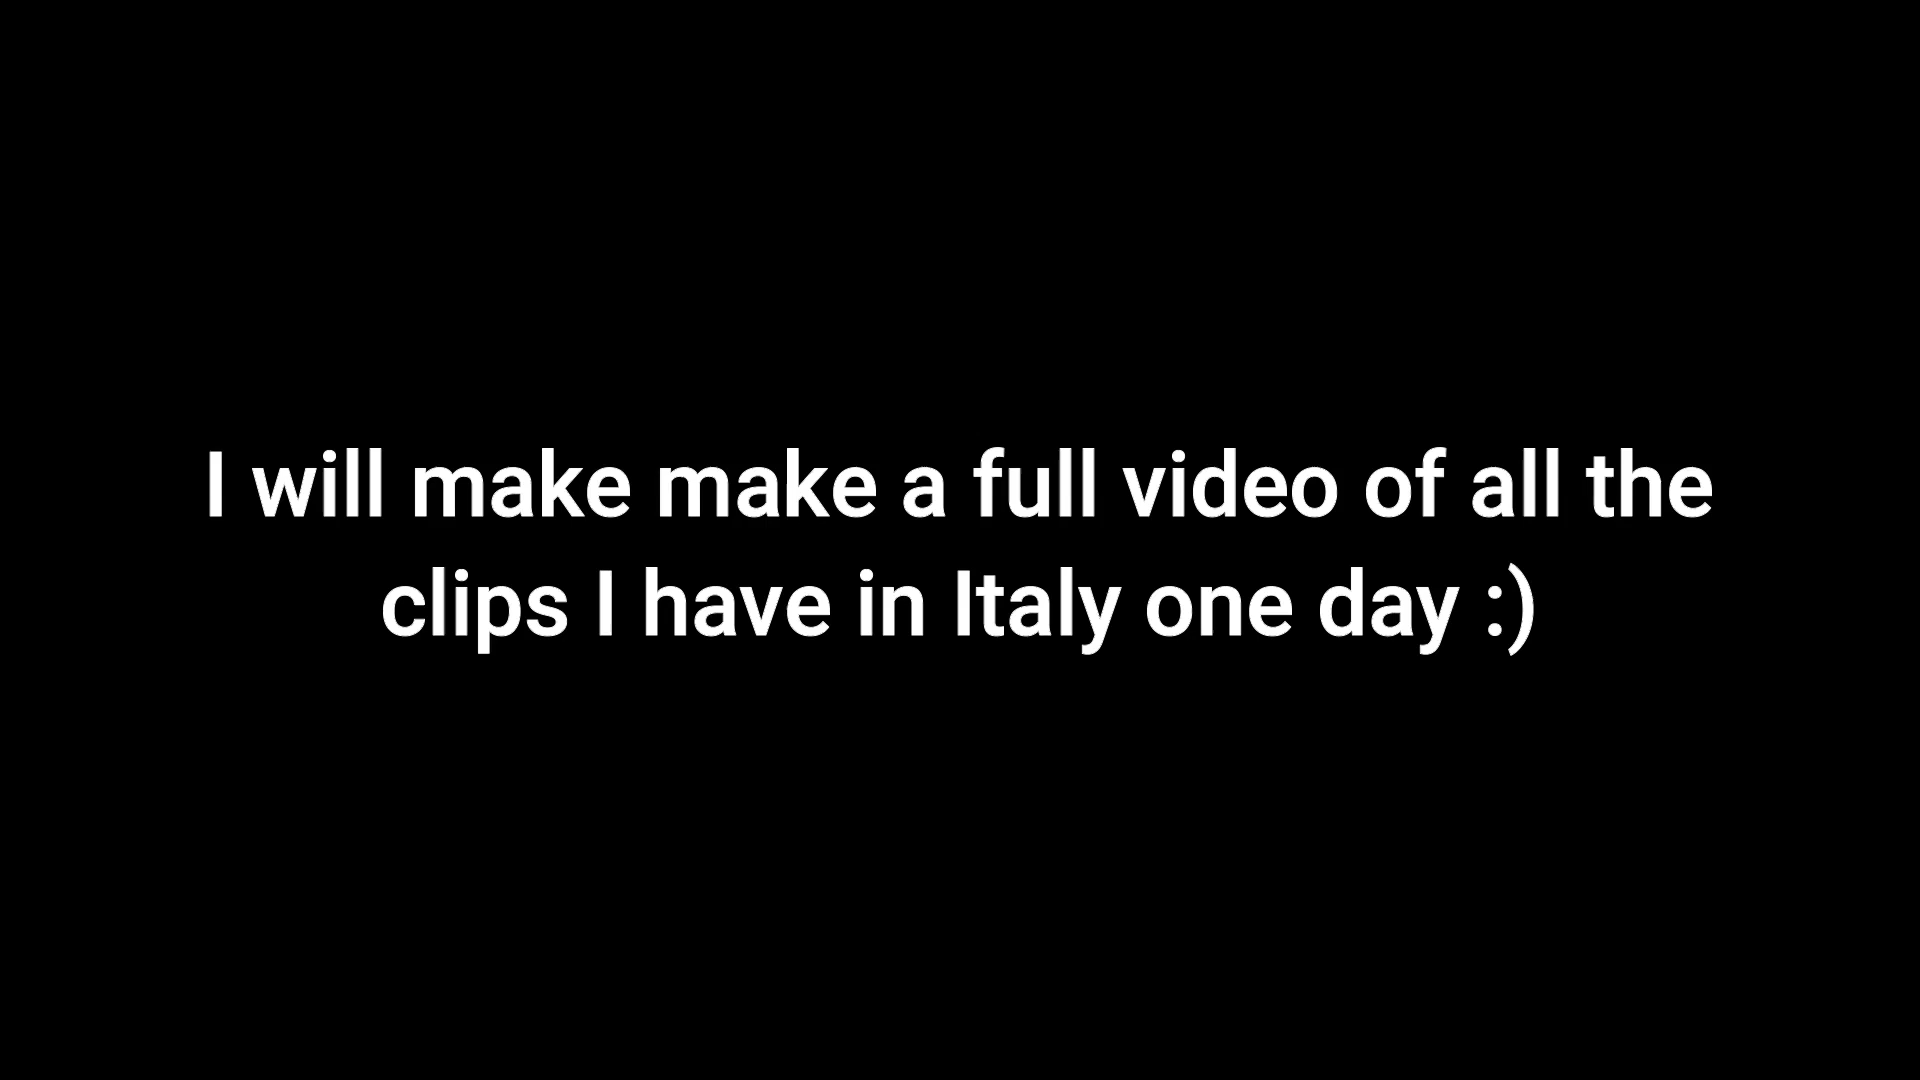 I will make make a full video of all the
clips I have in Italy one day :)